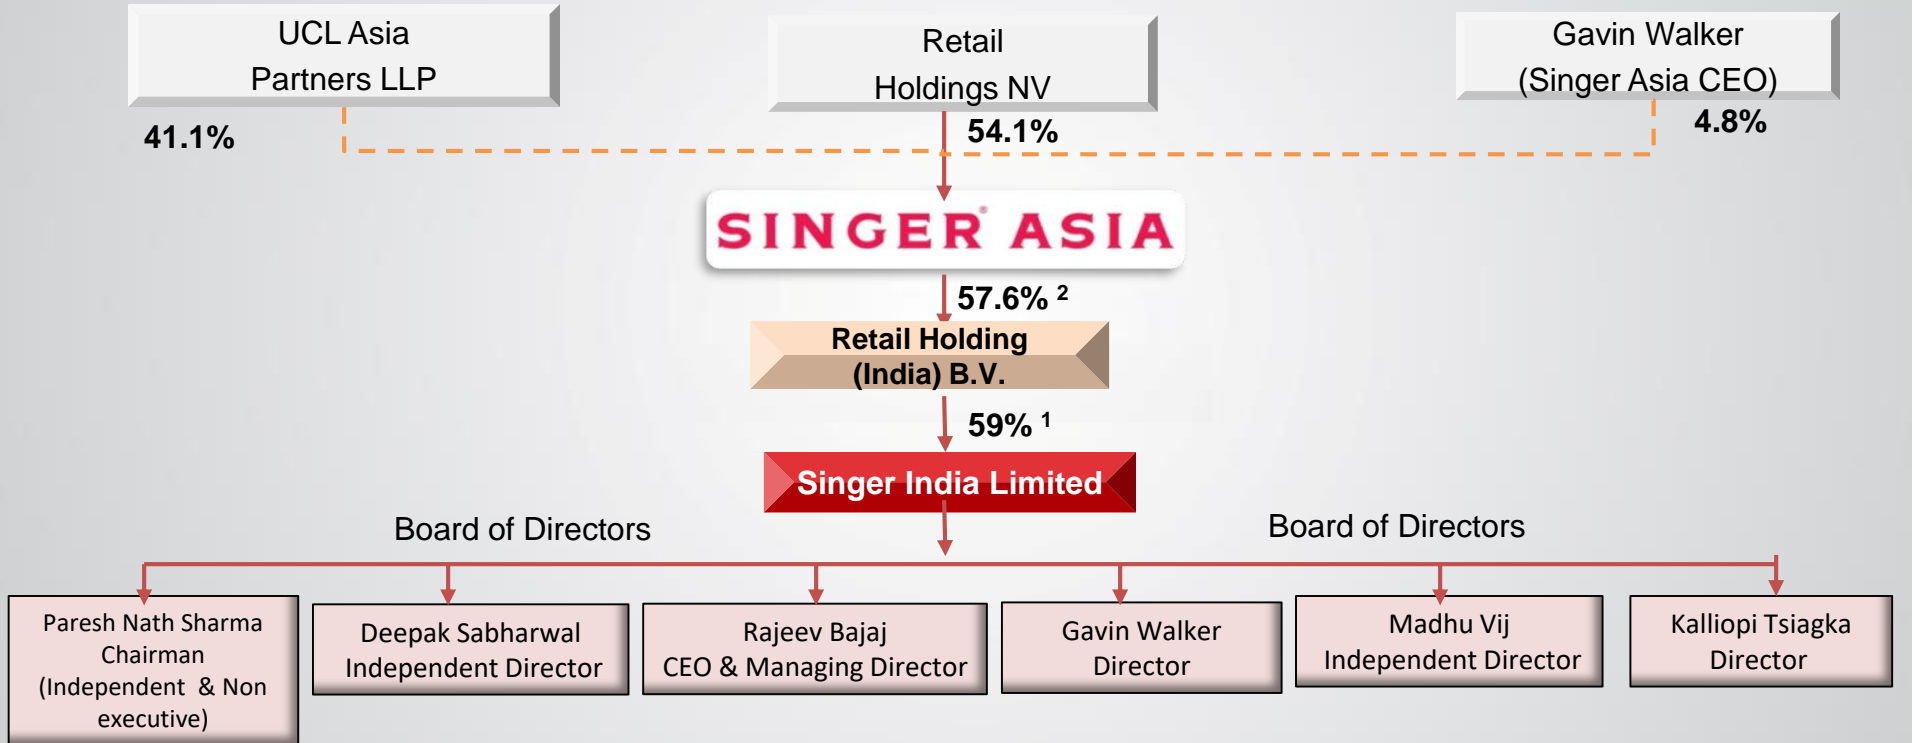 UCL Asia
Partners LLP
Retail
Holdings NV
Gavin Walker
(Singer Asia CEO)
41.1%
54.1%
4.8%
SINGER® ASIA
57.6% ²
Retail Holding
(India) B.V.
59% ¹
Singer India Limited
Board of Directors
Board of Directors
Paresh Nath Sharma
Chairman
(Independent & Non
executive)
Deepak Sabharwal
Independent Director
Rajeev Bajaj
CEO & Managing Director
Gavin Walker
Director
Madhu Vij
Independent Director
Kalliopi Tsiagka
Director